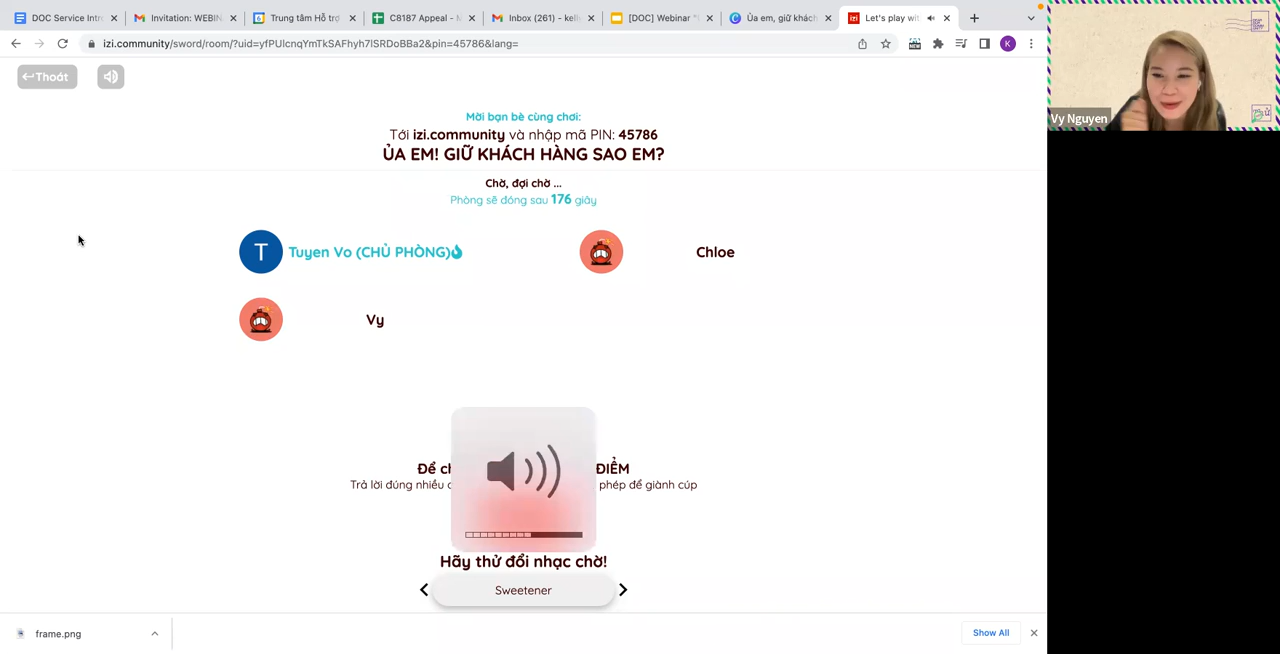 DOC Service Intr
Invitation: WEBIN
Trung tâm Hỗ trợ
C8187 Appeal - M
Inbox (261) - kell
[DOC] Webinar "
Ủa em, giữ khách
Let's play wit
izi.community/sword/room/?uid=yfPUlcnqYmTkSAFhyh7lSRDoBBa2&pin=45786&lang=
K
Thoát
Mời bạn bè cùng chơi:
Tới izi.community và nhập mã PIN: 45786
ỦA EM! GIỮ KHÁCH HÀNG SAO EM?
Chờ, đợi chờ ...
Phòng sẽ đóng sau 176 giây
T
Tuyen Vo (CHỦ PHÒNG)
Chloe
Vy
Để ch ĐIỂM
Trả lời đúng nhiều phép để giành cúp
Hãy thử đổi nhạc chờ!
Sweetener
frame.png
Show All
Vy Nguyen